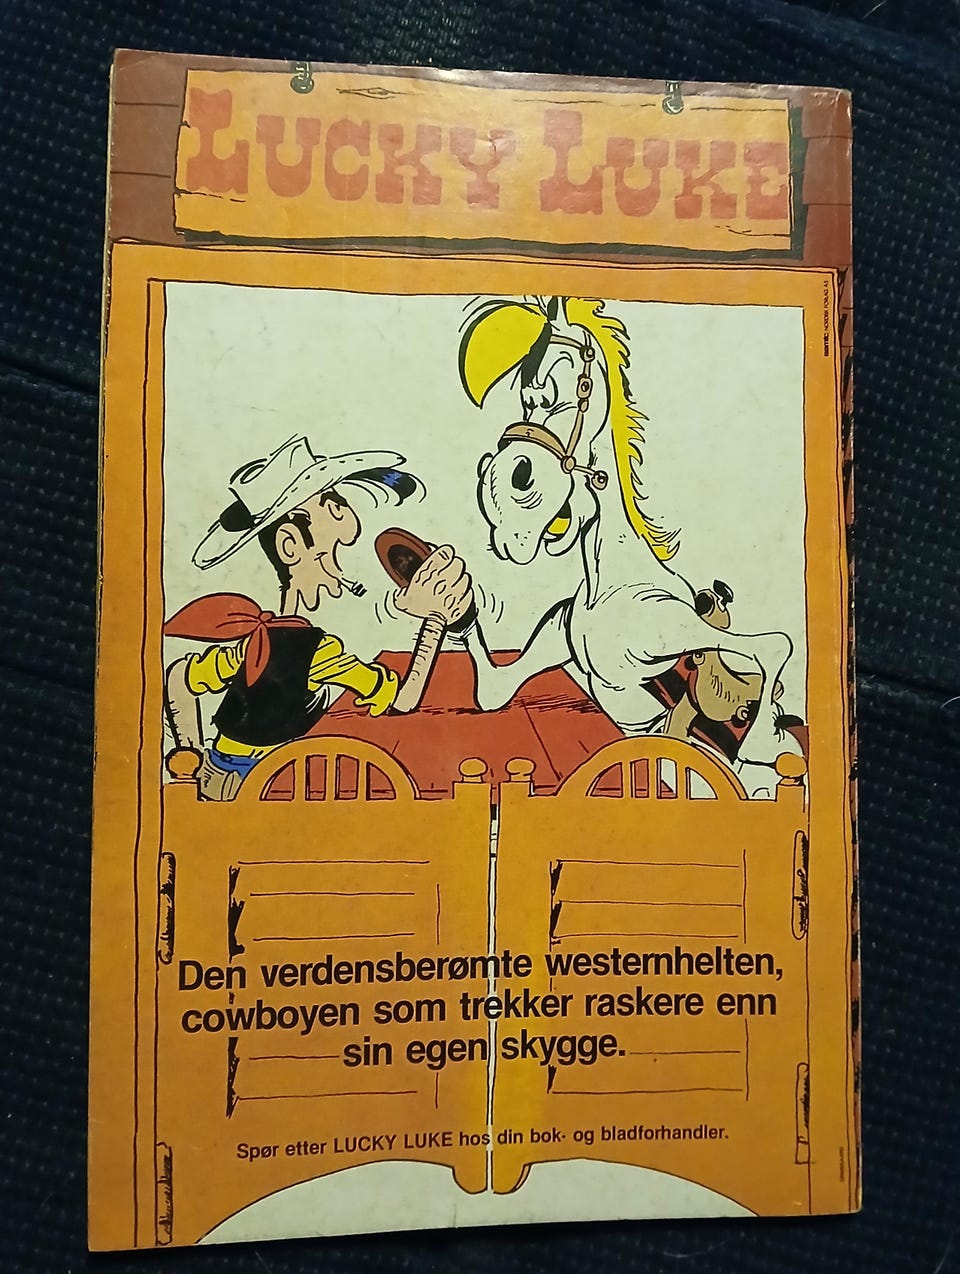 LUCKY LUKE
Den verdensberømte westernhelten,
cowboyen som trekker raskere enn
sin egen skygge.
Spør etter LUCKY LUKE hos din bok- og bladforhandler.